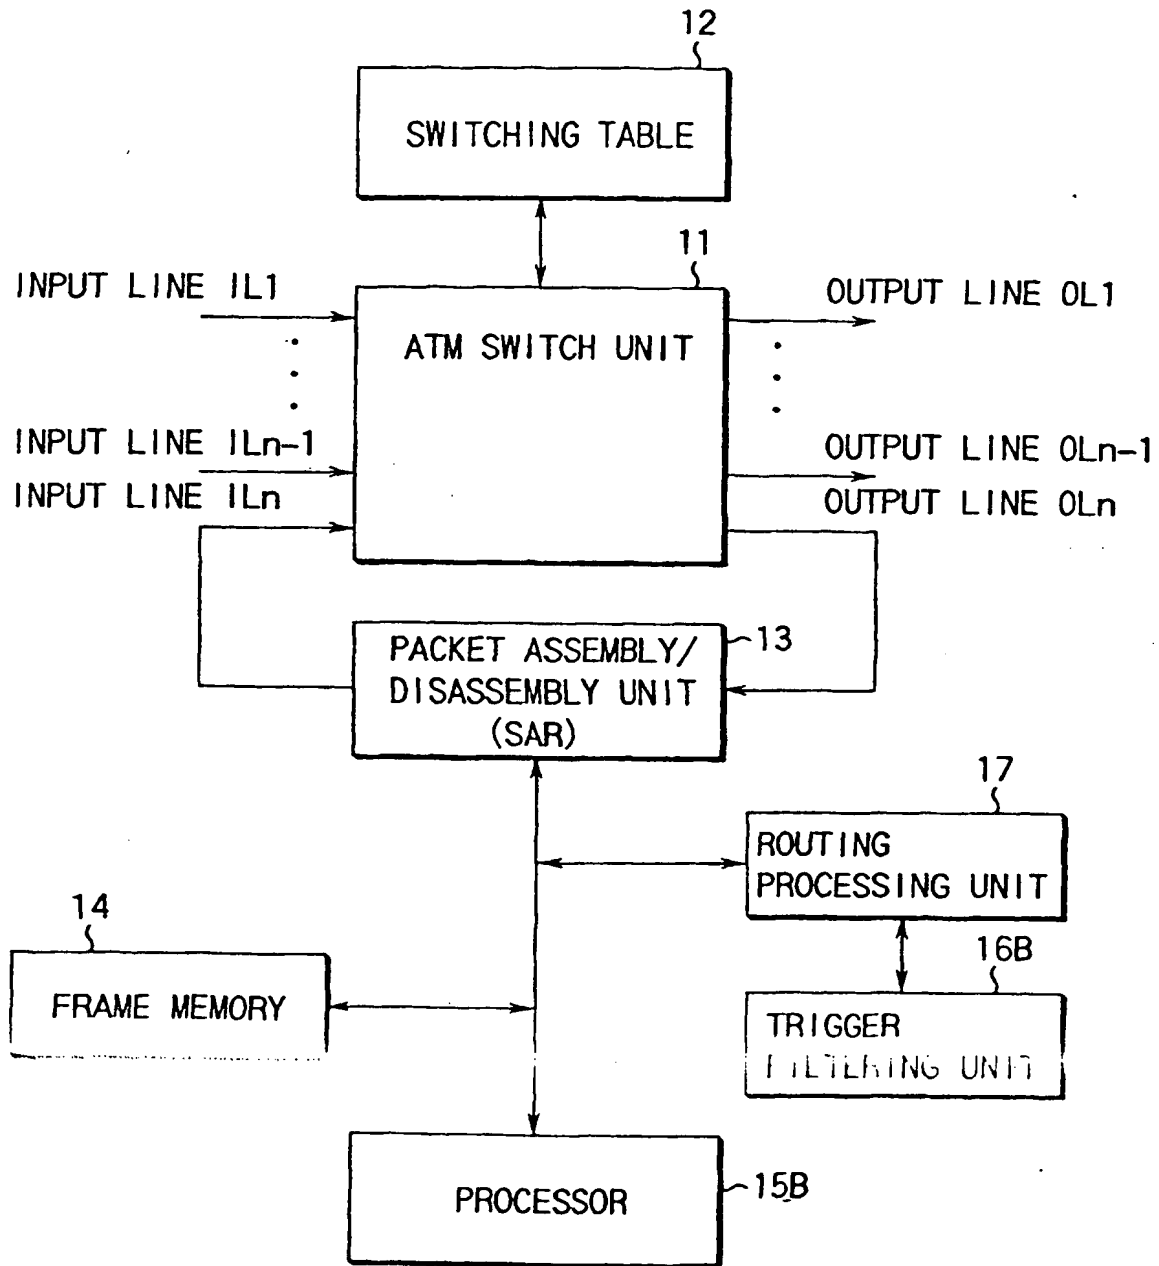 12
SWITCHING TABLE
11
INPUT LINE IL1
OUTPUT LINE OL1
ATM SWITCH UNIT
INPUT LINE ILn-1
OUTPUT LINE OLn-1
INPUT LINE ILn
OUTPUT LINE OLn
13
PACKET ASSEMBLY/
DISASSEMBLY UNIT
(SAR)
17
ROUTING
PROCESSING UNIT
14
16B
FRAME MEMORY
TRIGGER
FILTERING UNIT
PROCESSOR
15B